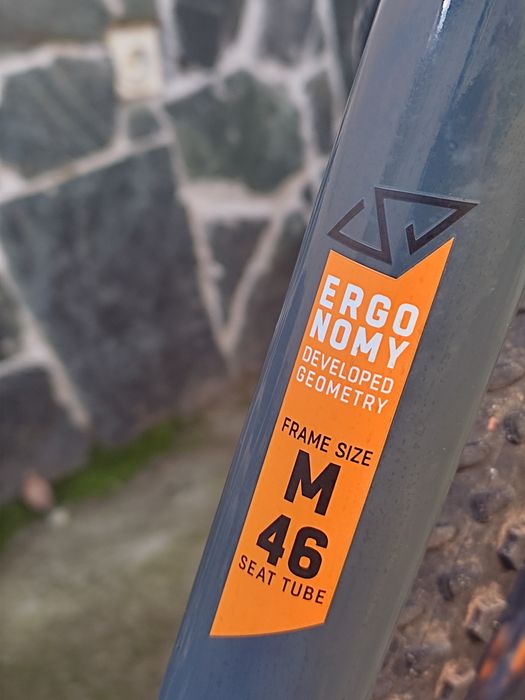 ERGO
NOMY
DEVELOPED
GEOMETRY
FRAME SIZE
M
46
SEAT TUBE